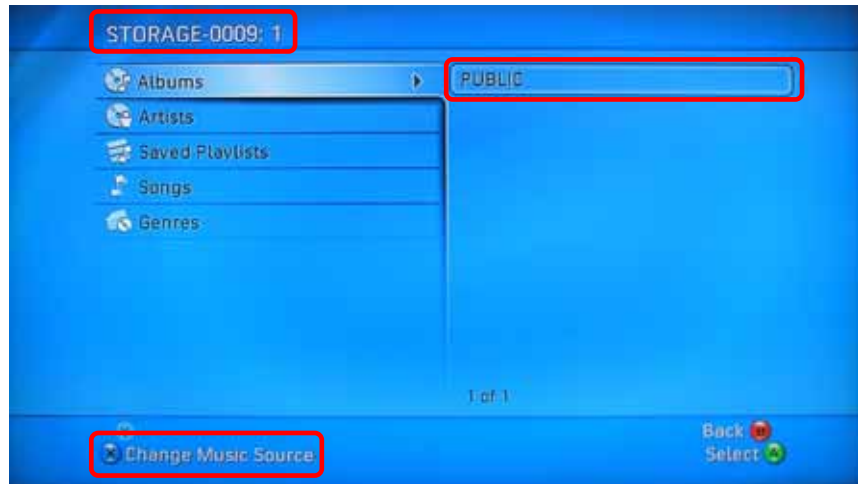 STORAGE-0009: 1
Albums
PUBLIC
Artists
Saved Playlists
Songs
Genres
1 of 1
X Change Music Source
Back B
Select A